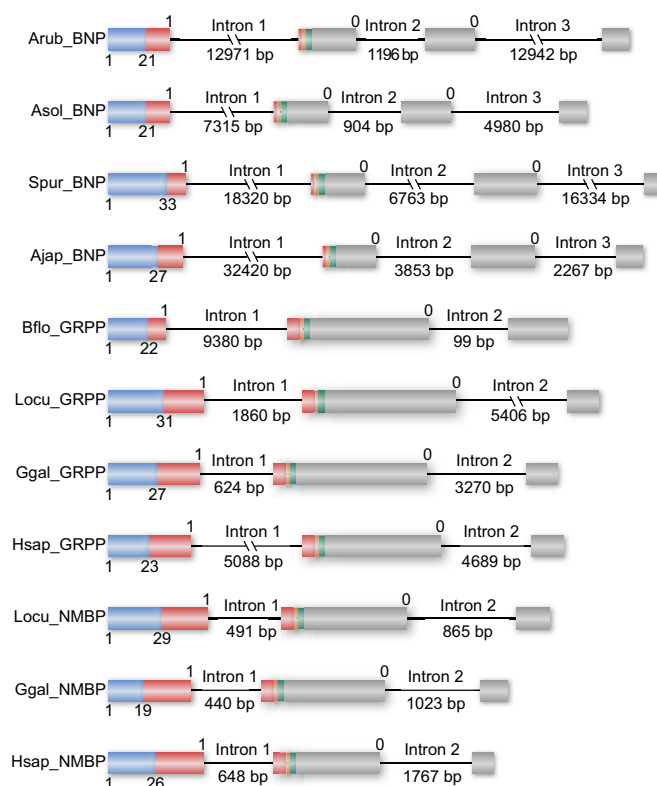 1 Intron 1 0 Intron 2 0 Intron 3
Arub_BNP
1 21 12971 bp 1196 bp 12942 bp
1 Intron 1 0 Intron 2 0 Intron 3
Asol_BNP
1 21 7315 bp 904 bp 4980 bp
1 Intron 1 0 Intron 2 0 Intron 3
Spur_BNP
1 33 18320 bp 6763 bp 16334 bp
1 Intron 1 0 Intron 2 0 Intron 3
Ajap_BNP
1 27 32420 bp 3853 bp 2267 bp
1 Intron 1 0 Intron 2
Bflo_GRPP
1 22 9380 bp 99 bp
1 Intron 1 0 Intron 2
Locu_GRPP
1 31 1860 bp 5406 bp
1 Intron 1 0 Intron 2
Ggal_GRPP
1 27 624 bp 3270 bp
1 Intron 1 0 Intron 2
Hsap_GRPP
1 23 5088 bp 4689 bp
1 Intron 1 0 Intron 2
Locu_NMBP
1 29 491 bp 865 bp
1 Intron 1 0 Intron 2
Ggal_NMBP
1 19 440 bp 1023 bp
1 Intron 1 0 Intron 2
Hsap_NMBP
1 26 648 bp 1767 bp